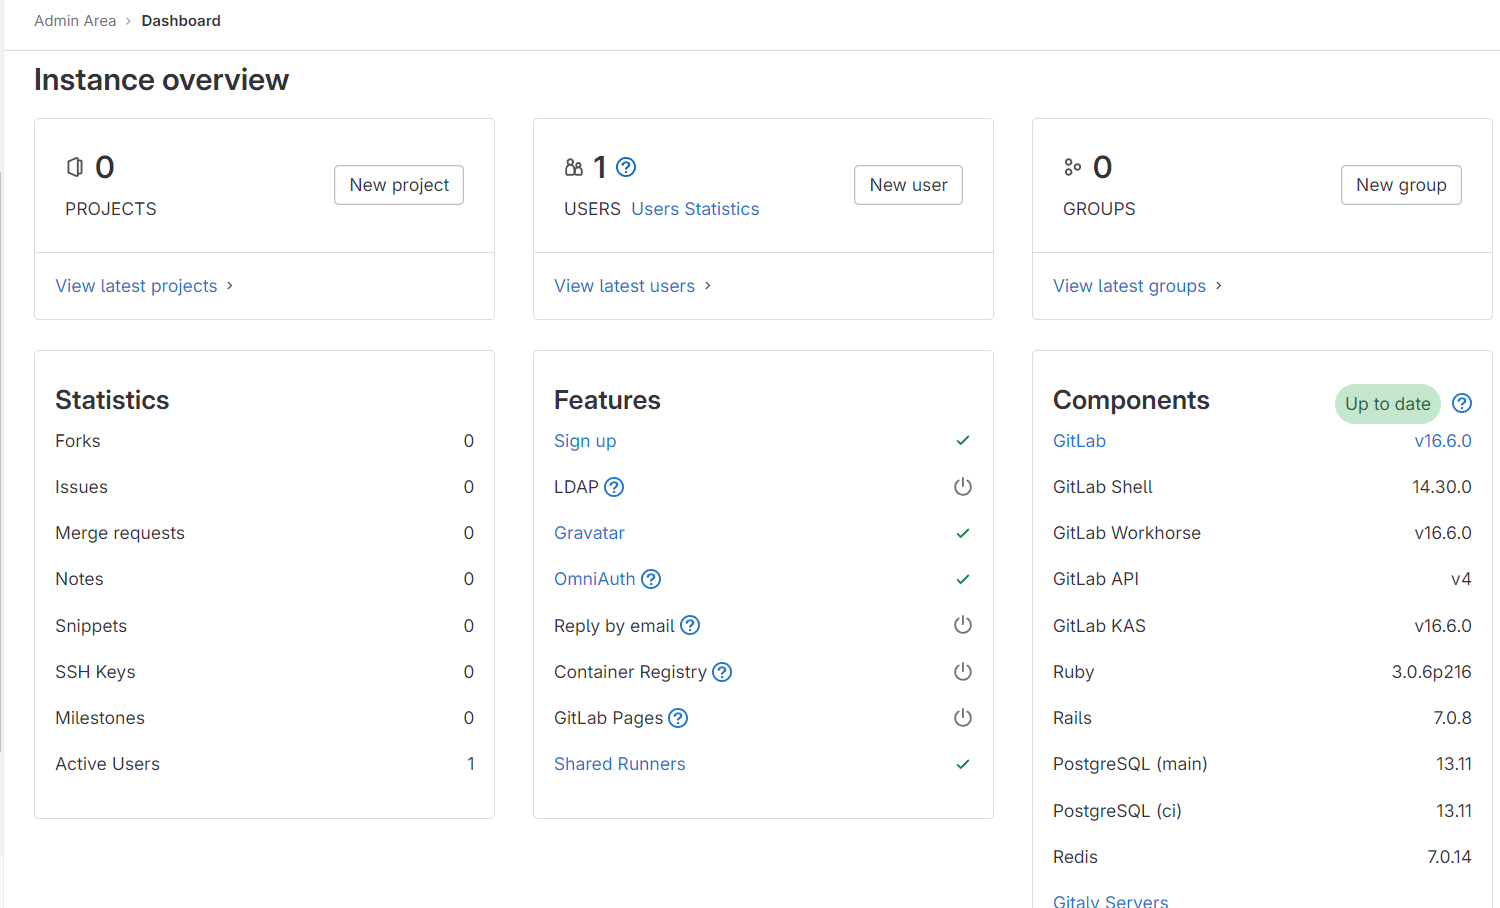 Admin Area › Dashboard
Instance overview
0
PROJECTS
New project
View latest projects ›
1 ?
USERS Users Statistics
New user
View latest users ›
0
GROUPS
New group
View latest groups ›
Statistics
Forks 0
Issues 0
Merge requests 0
Notes 0
Snippets 0
SSH Keys 0
Milestones 0
Active Users 1
Features
Sign up
LDAP ?
Gravatar
OmniAuth ?
Reply by email ?
Container Registry ?
GitLab Pages ?
Shared Runners
Components Up to date ?
GitLab v16.6.0
GitLab Shell 14.30.0
GitLab Workhorse v16.6.0
GitLab API v4
GitLab KAS v16.6.0
Ruby 3.0.6p216
Rails 7.0.8
PostgreSQL (main) 13.11
PostgreSQL (ci) 13.11
Redis 7.0.14
Gitaly Servers